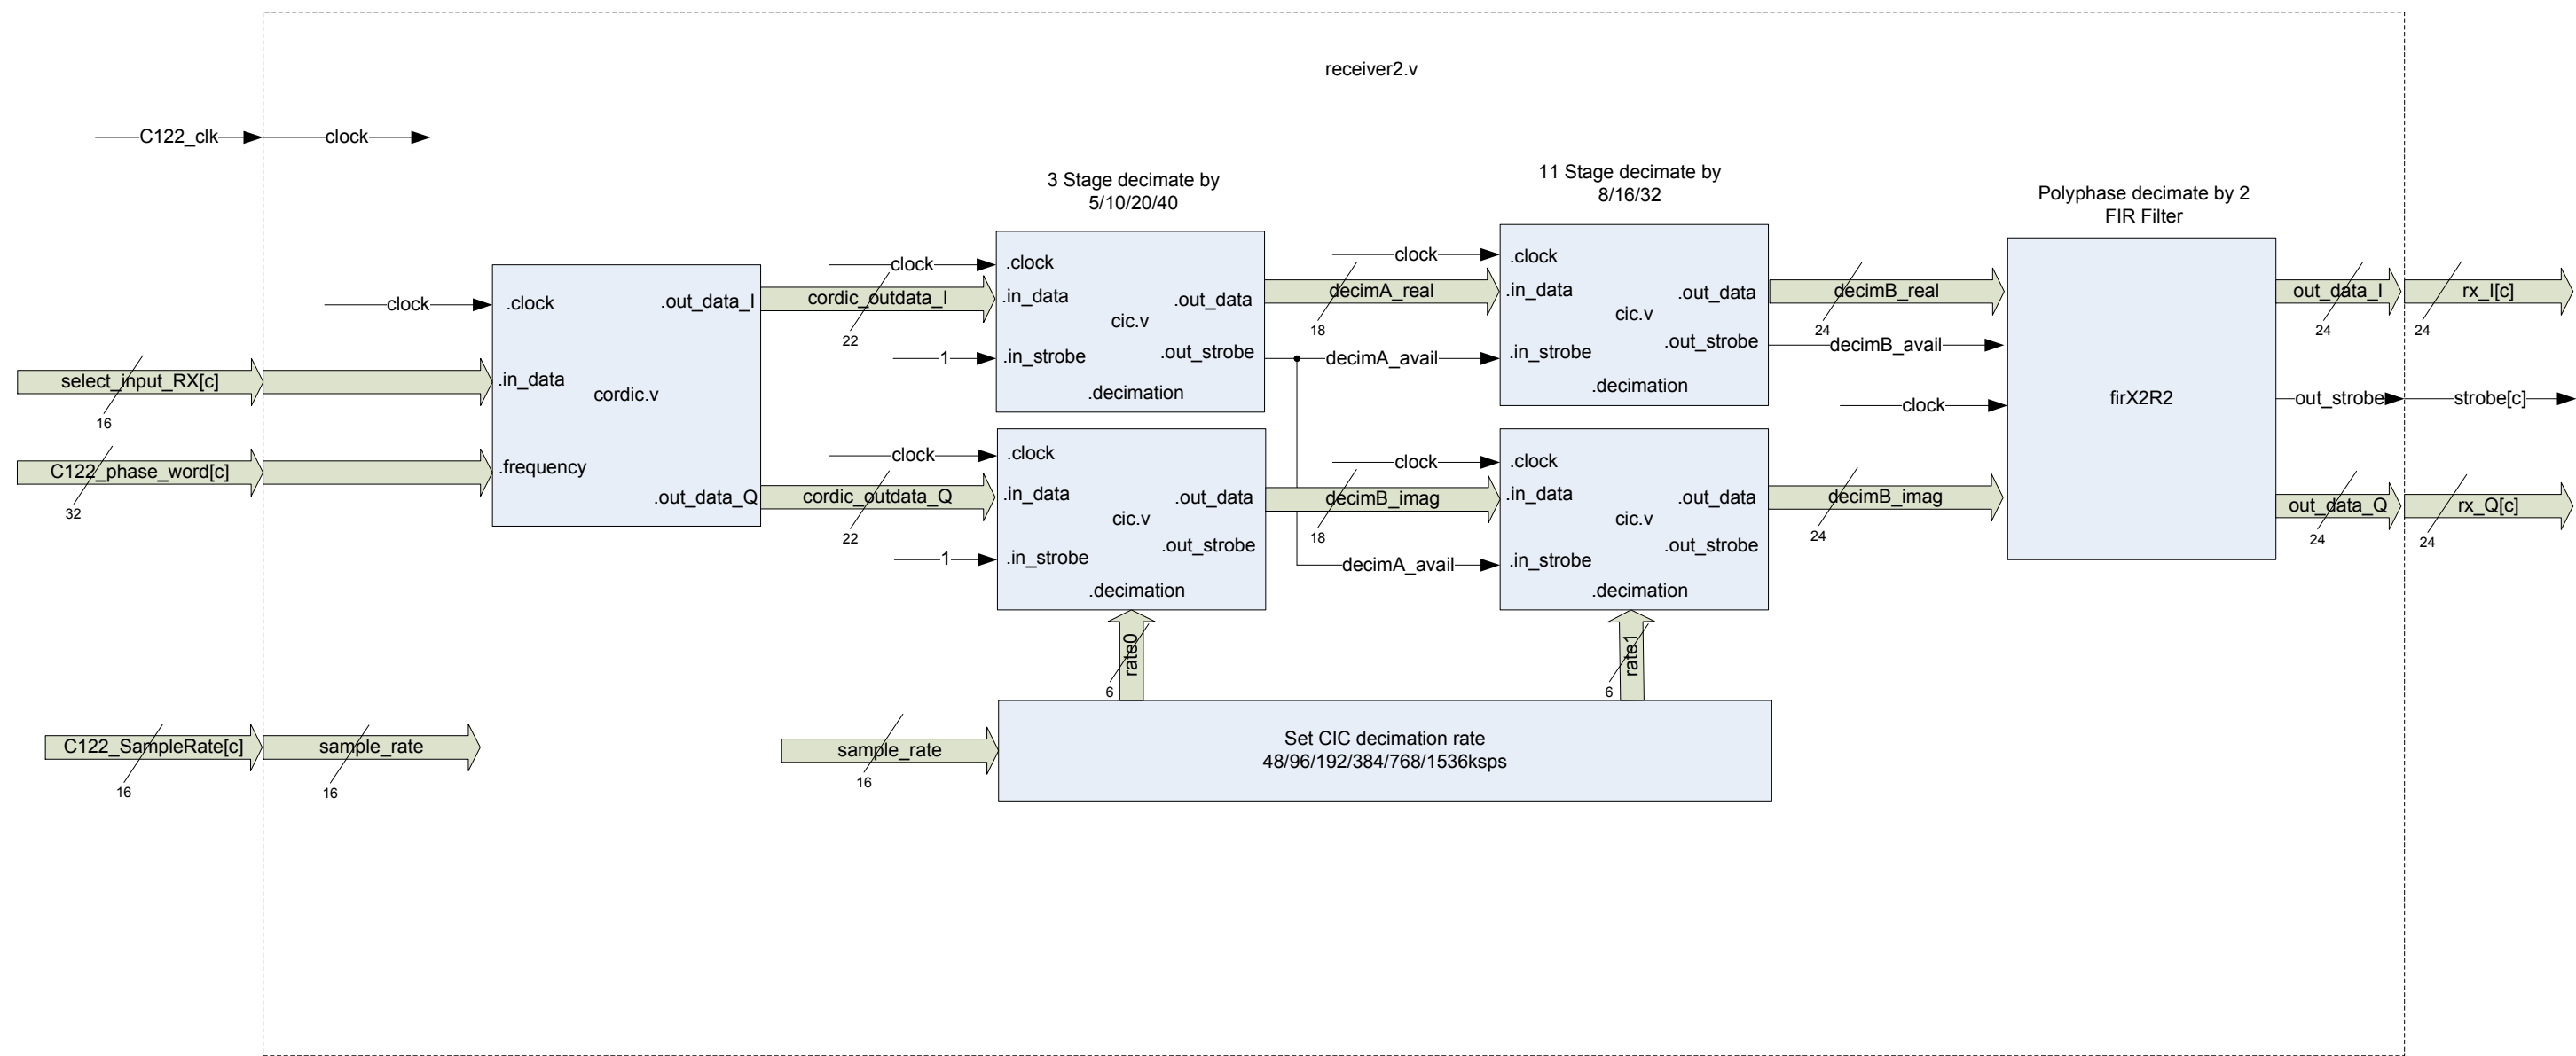 receiver2.v
C122_clk
clock
3 Stage decimate by
5/10/20/40
11 Stage decimate by
8/16/32
Polyphase decimate by 2
FIR Filter
clock
.clock
.in_data
.frequency
cordic.v
.out_data_I
.out_data_Q
select_input_RX[c]
16
C122_phase_word[c]
32
clock
cordic_outdata_I
22
1
.clock
.in_data
.in_strobe
cic.v
.out_data
.out_strobe
.decimation
clock
decimA_real
18
decimA_avail
.clock
.in_data
.in_strobe
cic.v
.out_data
.out_strobe
.decimation
decimB_real
24
decimB_avail
clock
firX2R2
out_data_I
24
rx_I[c]
24
out_strobe
strobe[c]
out_data_Q
24
rx_Q[c]
24
clock
cordic_outdata_Q
22
1
.clock
.in_data
.in_strobe
cic.v
.out_data
.out_strobe
.decimation
clock
decimB_imag
18
decimA_avail
.clock
.in_data
.in_strobe
cic.v
.out_data
.out_strobe
.decimation
decimB_imag
24
rate0
6
rate1
6
C122_SampleRate[c]
16
sample_rate
16
sample_rate
16
Set CIC decimation rate
48/96/192/384/768/1536ksps